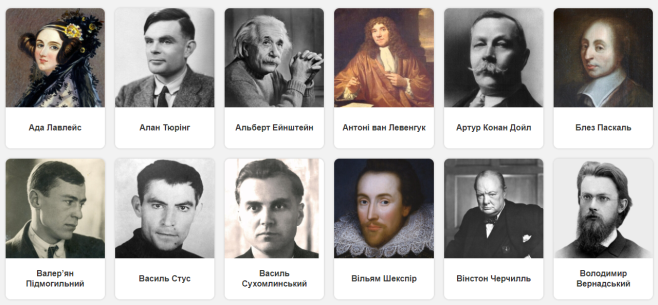 Ада Лавлейс
Алан Тюрінг
Альберт Ейнштейн
Антоні ван Левенгук
Артур Конан Дойл
Блез Паскаль
Валер'ян
Підмогильний
Василь Стус
Василь
Сухомлинський
Вільям Шекспір
Вінстон Черчилль
Володимир
Вернадський